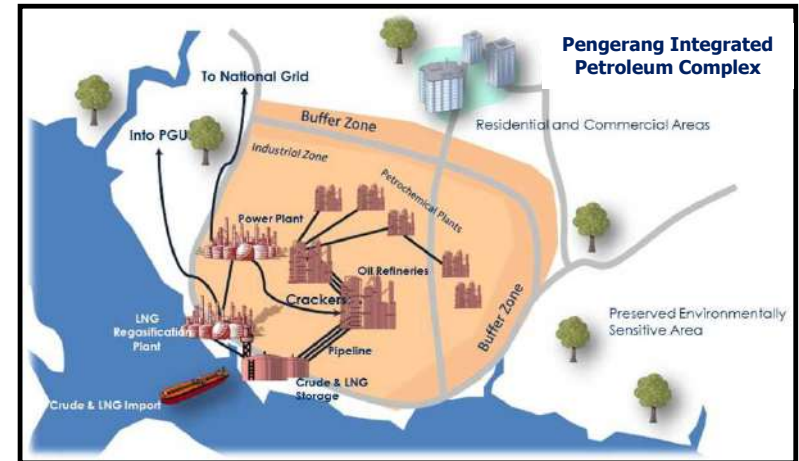 Pengerang Integrated
Petroleum Complex
To National Grid
Buffer Zone
Residential and Commercial Areas
Into PGU
Industrial Zone
Petrochemical Plants
Power Plant
Oil Refineries
Crackers
LNG
Regasification
Plant
Buffer Zone
Preserved Environmentally
Sensitive Area
Pipeline
Crude & LNG
Storage
Crude & LNG Import